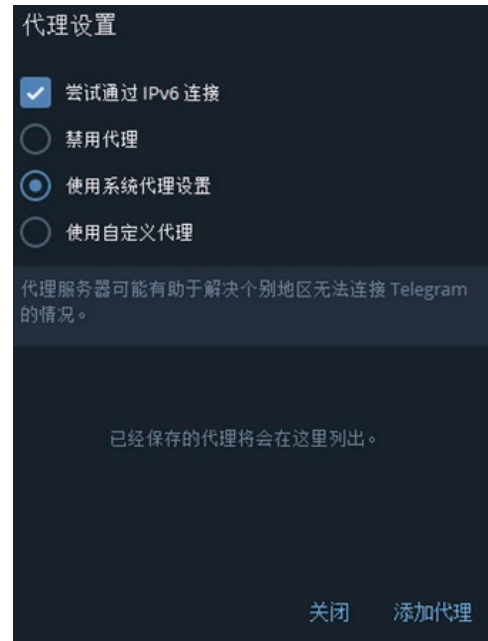 代理设置
尝试通过 IPv6 连接
禁用代理
使用系统代理设置
使用自定义代理
代理服务器可能有助于解决个别地区无法连接 Telegram
的情况。
已经保存的代理将会在这里列出。
关闭 添加代理